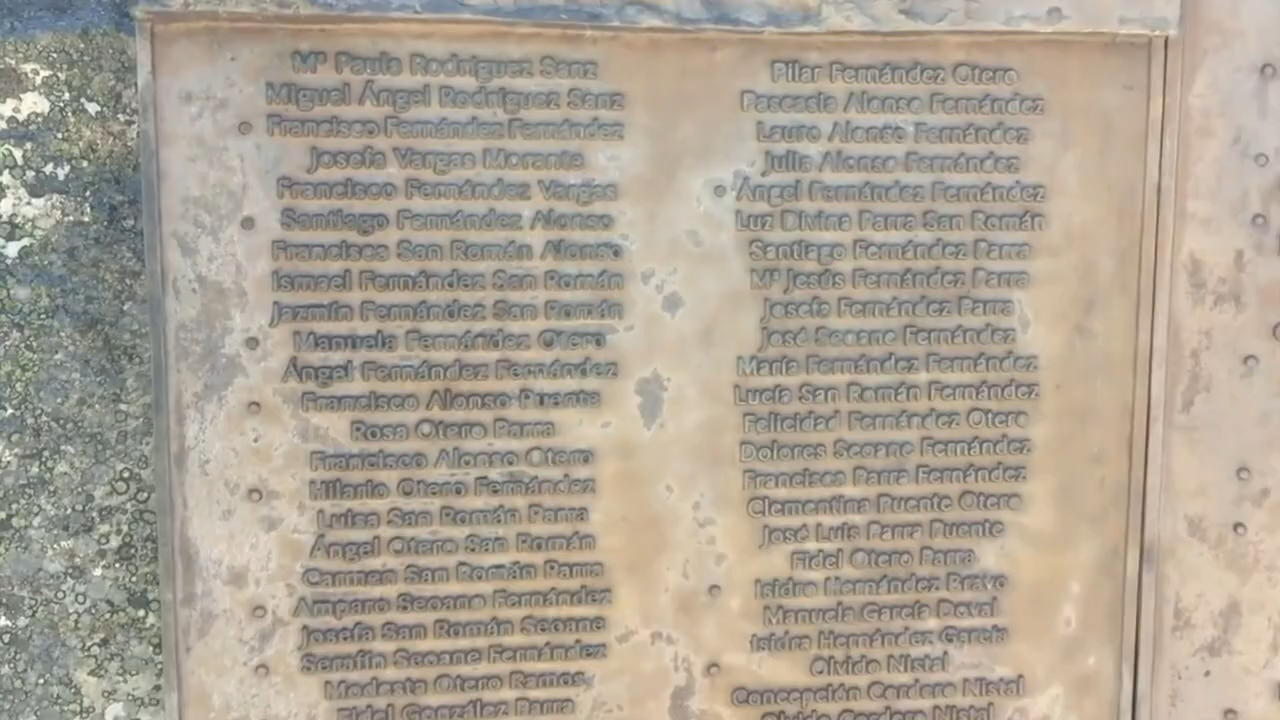 Mª Paula Rodríguez Sanz
Miguel Ángel Rodríguez Sanz
Francisco Fernández Fernández
Josefa Vargas Morante
Francisco Fernández Vargas
Santiago Fernández Alonso
Francisca San Román Alonso
Ismael Fernández San Román
Jazmín Fernández San Román
Manuela Fernández Otero
Ángel Fernández Fernández
Francisco Alonso Puente
Rosa Otero Parra
Francisco Alonso Otero
Hilario Otero Fernández
Luisa San Román Parra
Ángel Otero San Román
Carmen San Román Parra
Amparo Seoane Fernández
Josefa San Román Seoane
Serafín Seoane Fernández
Modesta Otero Ramos
Fidel González Parra
Pilar Fernández Otero
Pascasia Alonso Fernández
Lauro Alonso Fernández
Julia Alonso Fernández
Ángel Fernández Fernández
Luz Divina Parra San Román
Santiago Fernández Parra
Mª Jesús Fernández Parra
Josefa Fernández Parra
José Seoane Fernández
María Fernández Fernández
Lucía San Román Fernández
Felicidad Fernández Otero
Dolores Seoane Fernández
Francisco Parra Fernández
Clementina Puente Otero
José Luis Parra Puente
Fidel Otero Parra
Isidro Hernández Bravo
Manuela García Doval
Isidra Hernández García
Olvido Nistal
Concepción Cordero Nistal
Olvido Cordero Nistal